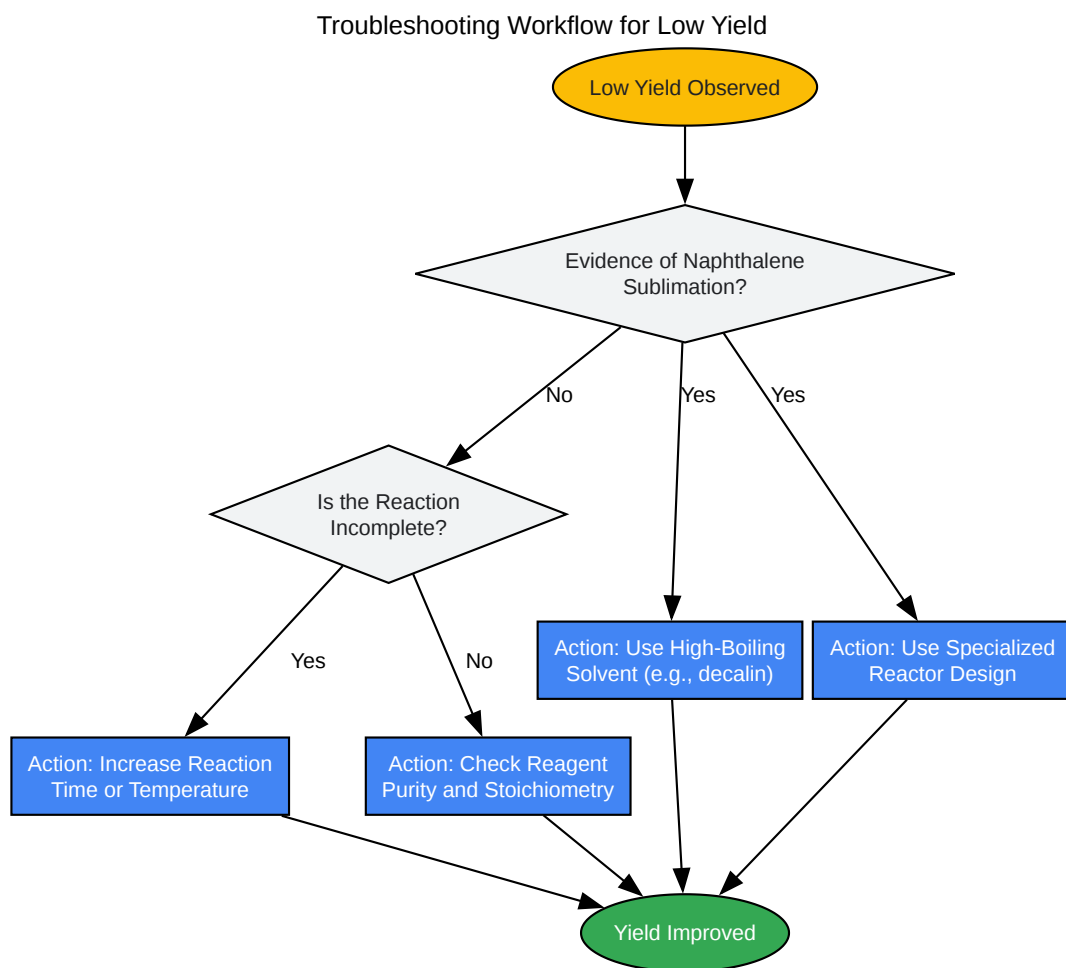 Troubleshooting Workflow for Low Yield
Low Yield Observed
Evidence of Naphthalene
Sublimation?
No
Yes
Yes
Is the Reaction
Incomplete?
Yes
No
Action: Use High-Boiling
Solvent (e.g., decalin)
Action: Use Specialized
Reactor Design
Action: Increase Reaction
Time or Temperature
Action: Check Reagent
Purity and Stoichiometry
Yield Improved